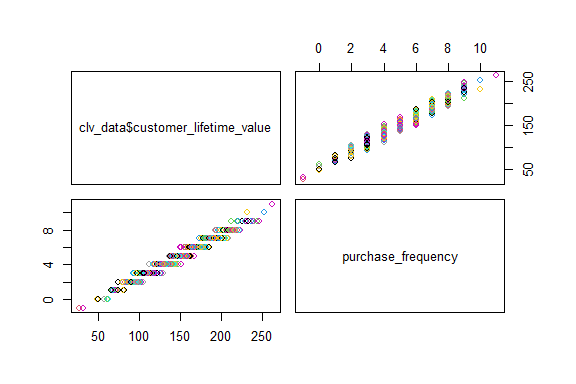 0 2 4 6 8 10
clv_data$customer_lifetime_value
50 150 250
0 4 8
purchase_frequency
50 100 150 200 250